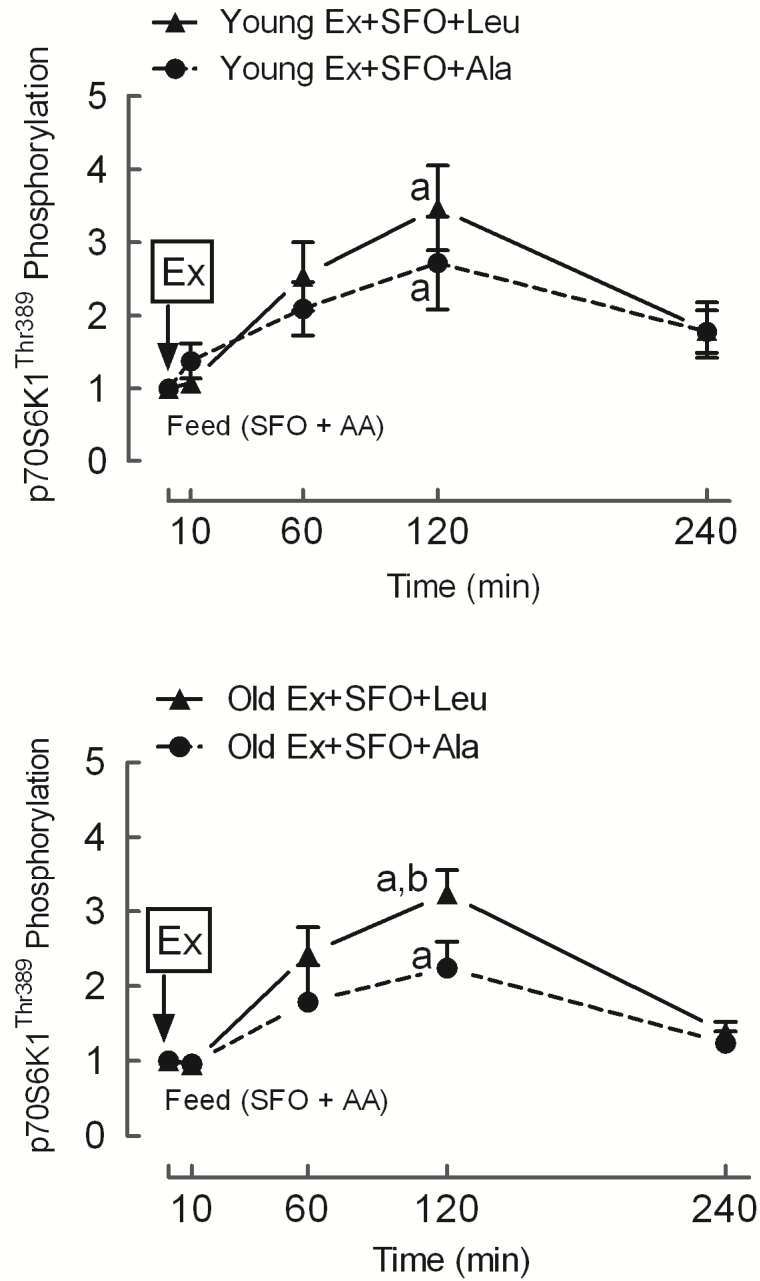 Young Ex+SFO+Leu
Young Ex+SFO+Ala
p70S6K1Thr389 Phosphorylation
5
4
3
2
1
0
a
a
Ex
Feed (SFO + AA)
10 60 120 240
Time (min)
Old Ex+SFO+Leu
Old Ex+SFO+Ala
p70S6K1Thr389 Phosphorylation
5
4
3
2
1
0
a,b
a
Ex
Feed (SFO + AA)
10 60 120 240
Time (min)